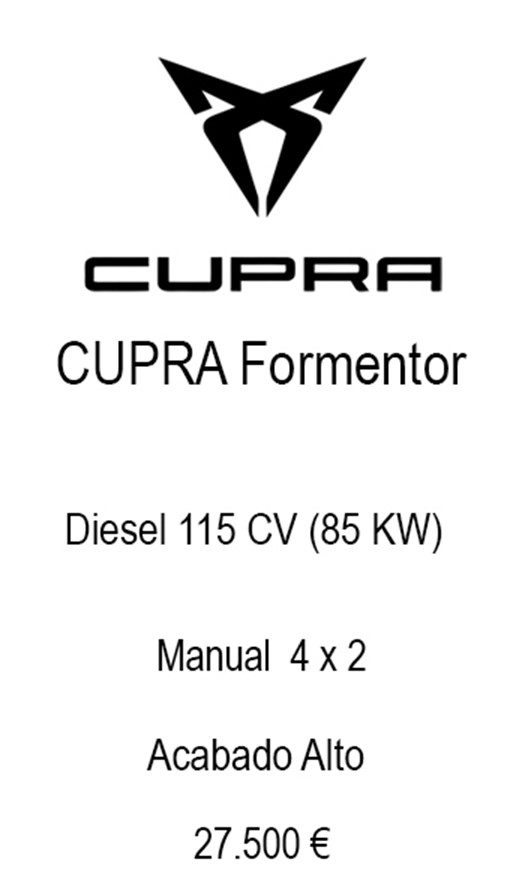 CUPRA
CUPRA Formentor
Diesel 115 CV (85 KW)
Manual 4 x 2
Acabado Alto
27.500 €